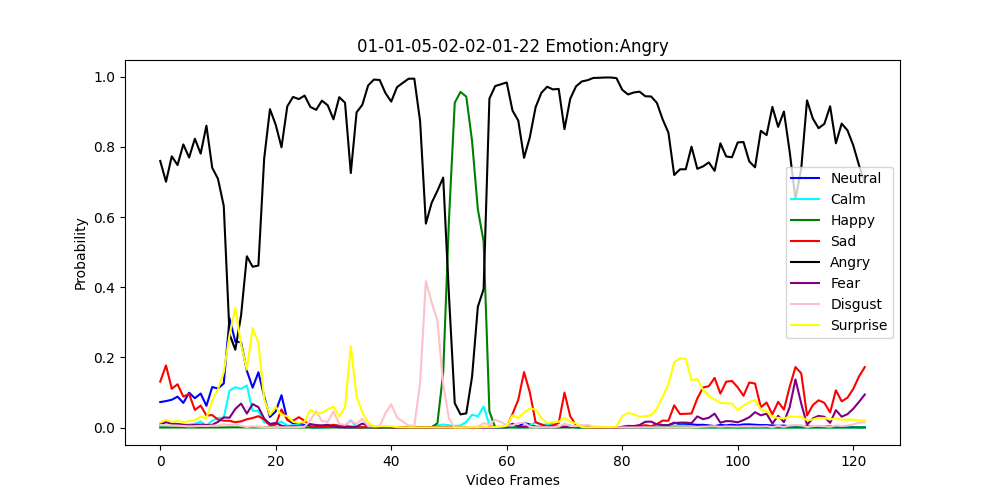 01-01-05-02-02-01-22 Emotion:Angry
Probability
1.0
0.8
0.6
0.4
0.2
0.0
0
20
40
60
80
100
120
Video Frames
Neutral
Calm
Happy
Sad
Angry
Fear
Disgust
Surprise